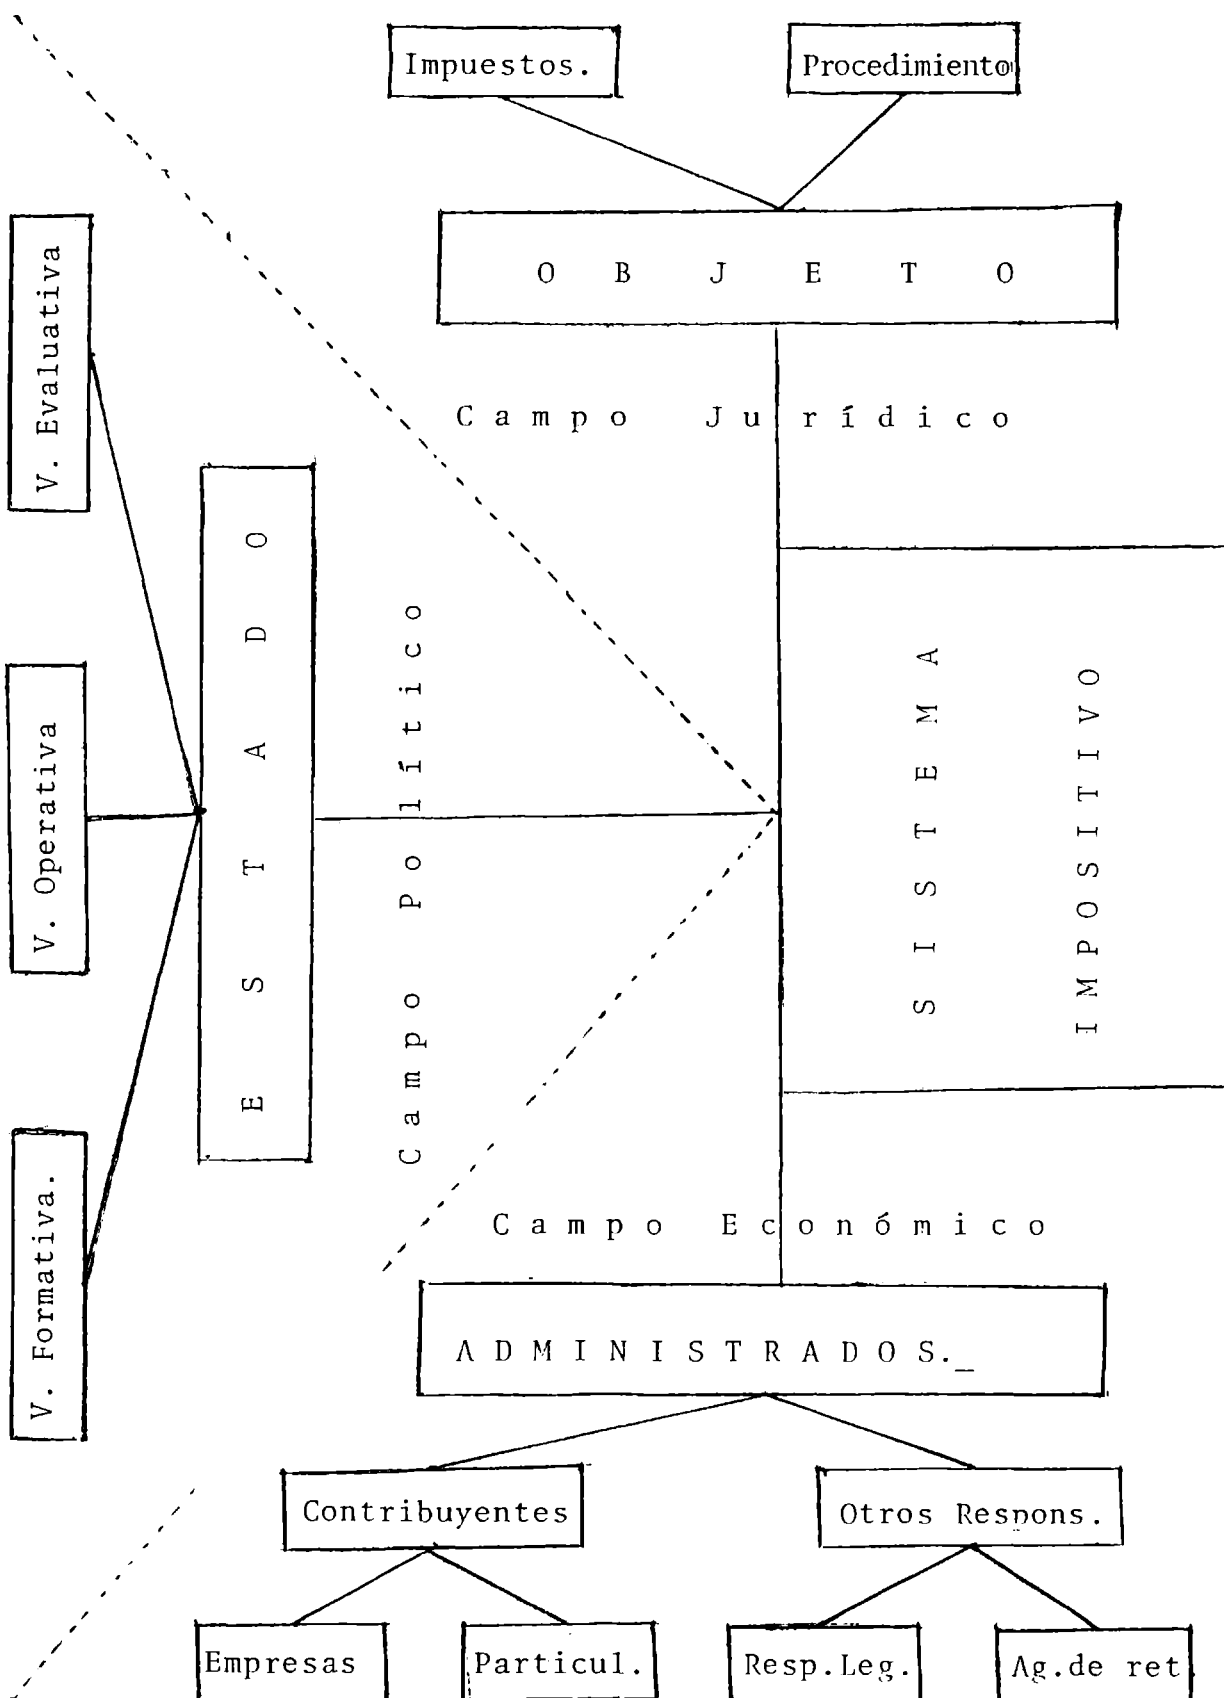 Impuestos.
Procedimiento
O B J E T O
Campo Jurídico
V. Evaluativa
V. Operativa
V. Formativa.
E S T A D O
Campo Político
S I S T E M A
I M P O S I T I V O
Campo Económico
A D M I N I S T R A D O S._
Contribuyentes
Otros Respons.
Empresas
Particul.
Resp.Leg.
Ag.de ret